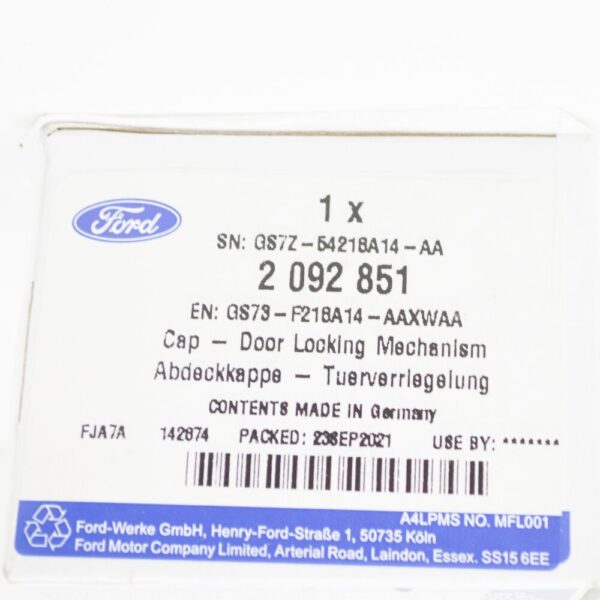 Ford
1 x
SN: GS7Z-54218A14-AA
2 092 851
EN: GS73-F218A14-AAXWAA
Cap - Door Locking Mechanism
Abdeckkappe - Tuerverriegelung
CONTENTS MADE IN Germany
FJA7A 142874 PACKED: 23SEP2021 USE BY: *******
A4LPMS NO. MFL001
Ford-Werke GmbH, Henry-Ford-Straße 1, 50735 Köln
Ford Motor Company Limited, Arterial Road, Laindon, Essex. SS15 6EE